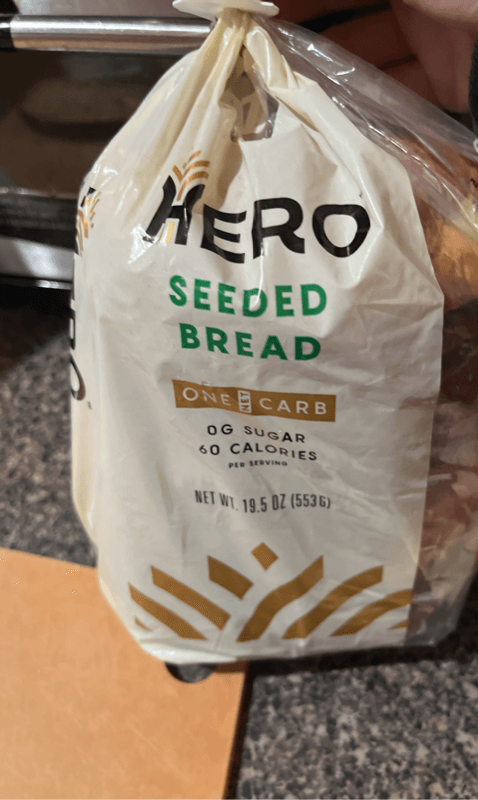 HERO
SEEDED
BREAD
ONE NET CARB
0G SUGAR
60 CALORIES
PER SERVING
NET WT. 19.5 OZ (553G)